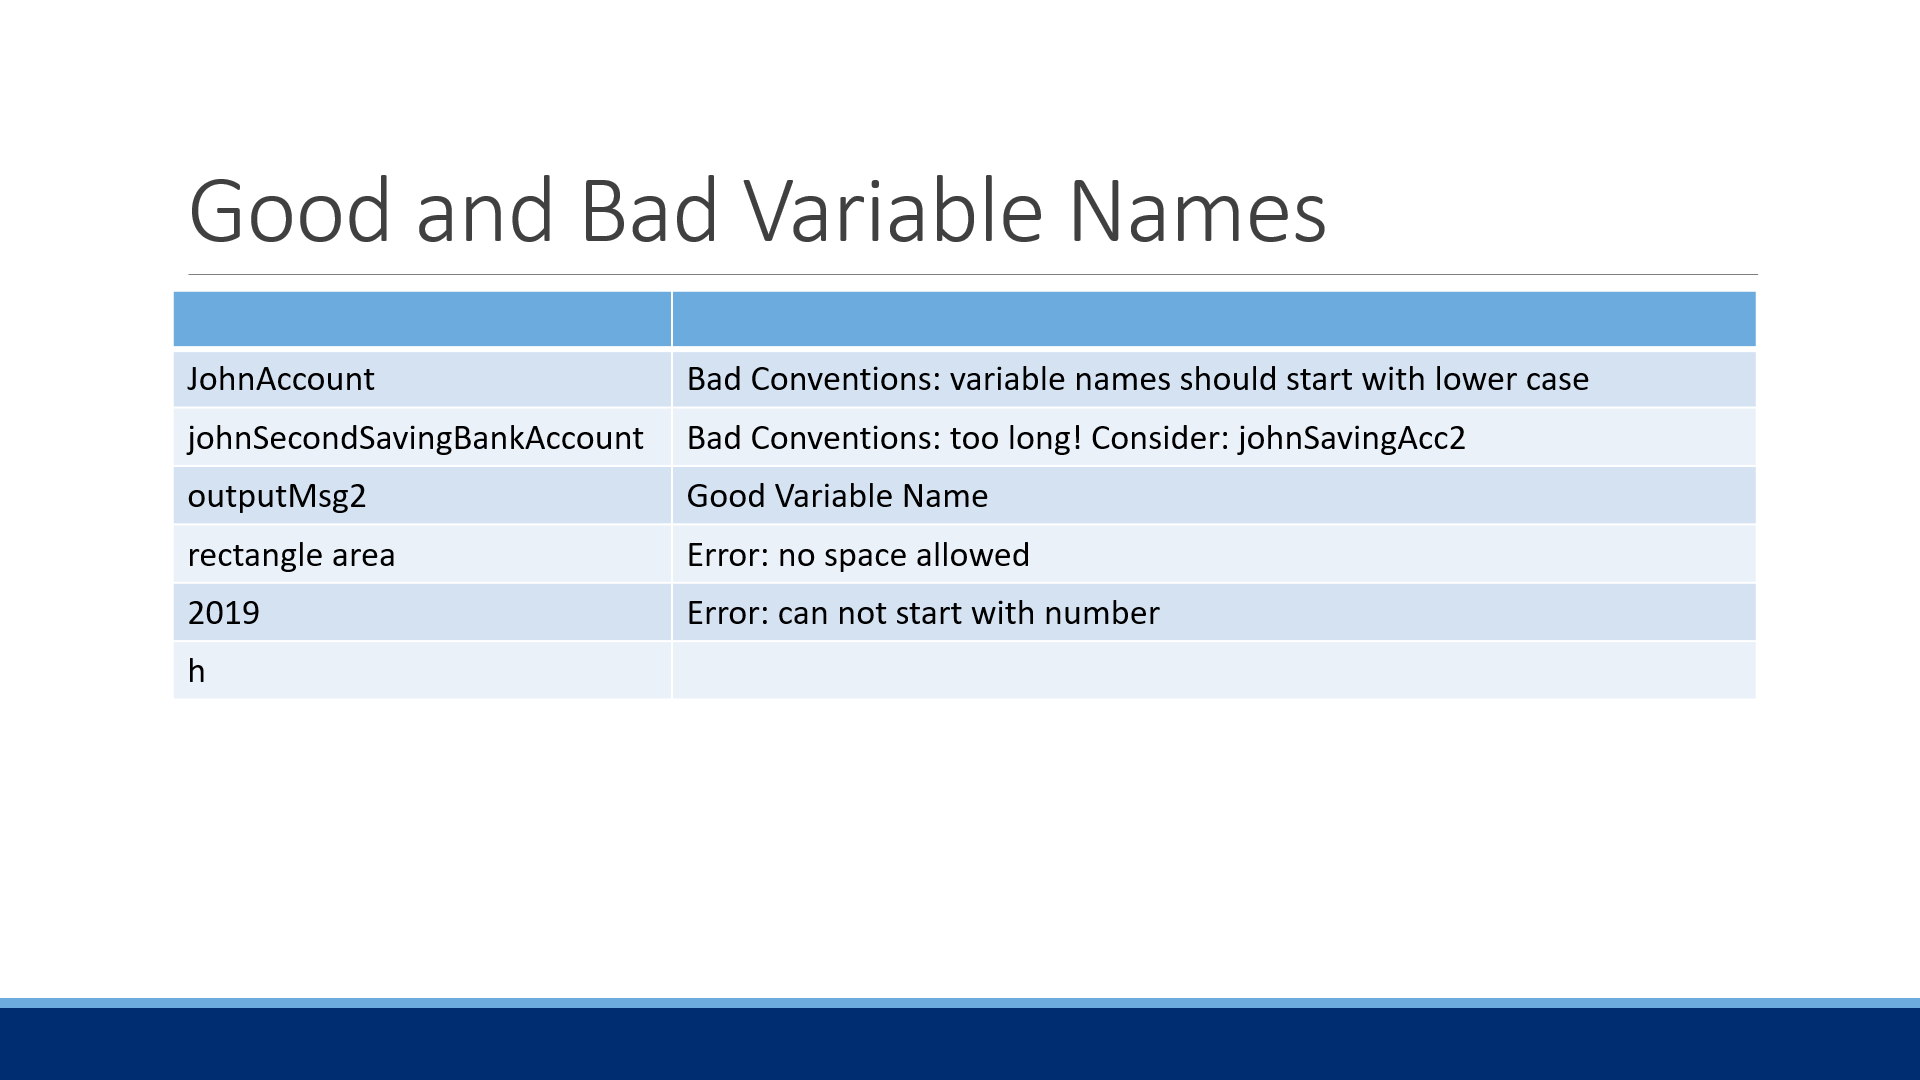 Good and Bad Variable Names
JohnAccount Bad Conventions: variable names should start with lower case
johnSecondSavingBankAccount Bad Conventions: too long! Consider: johnSavingAcc2
outputMsg2 Good Variable Name
rectangle area Error: no space allowed
2019 Error: can not start with number
h